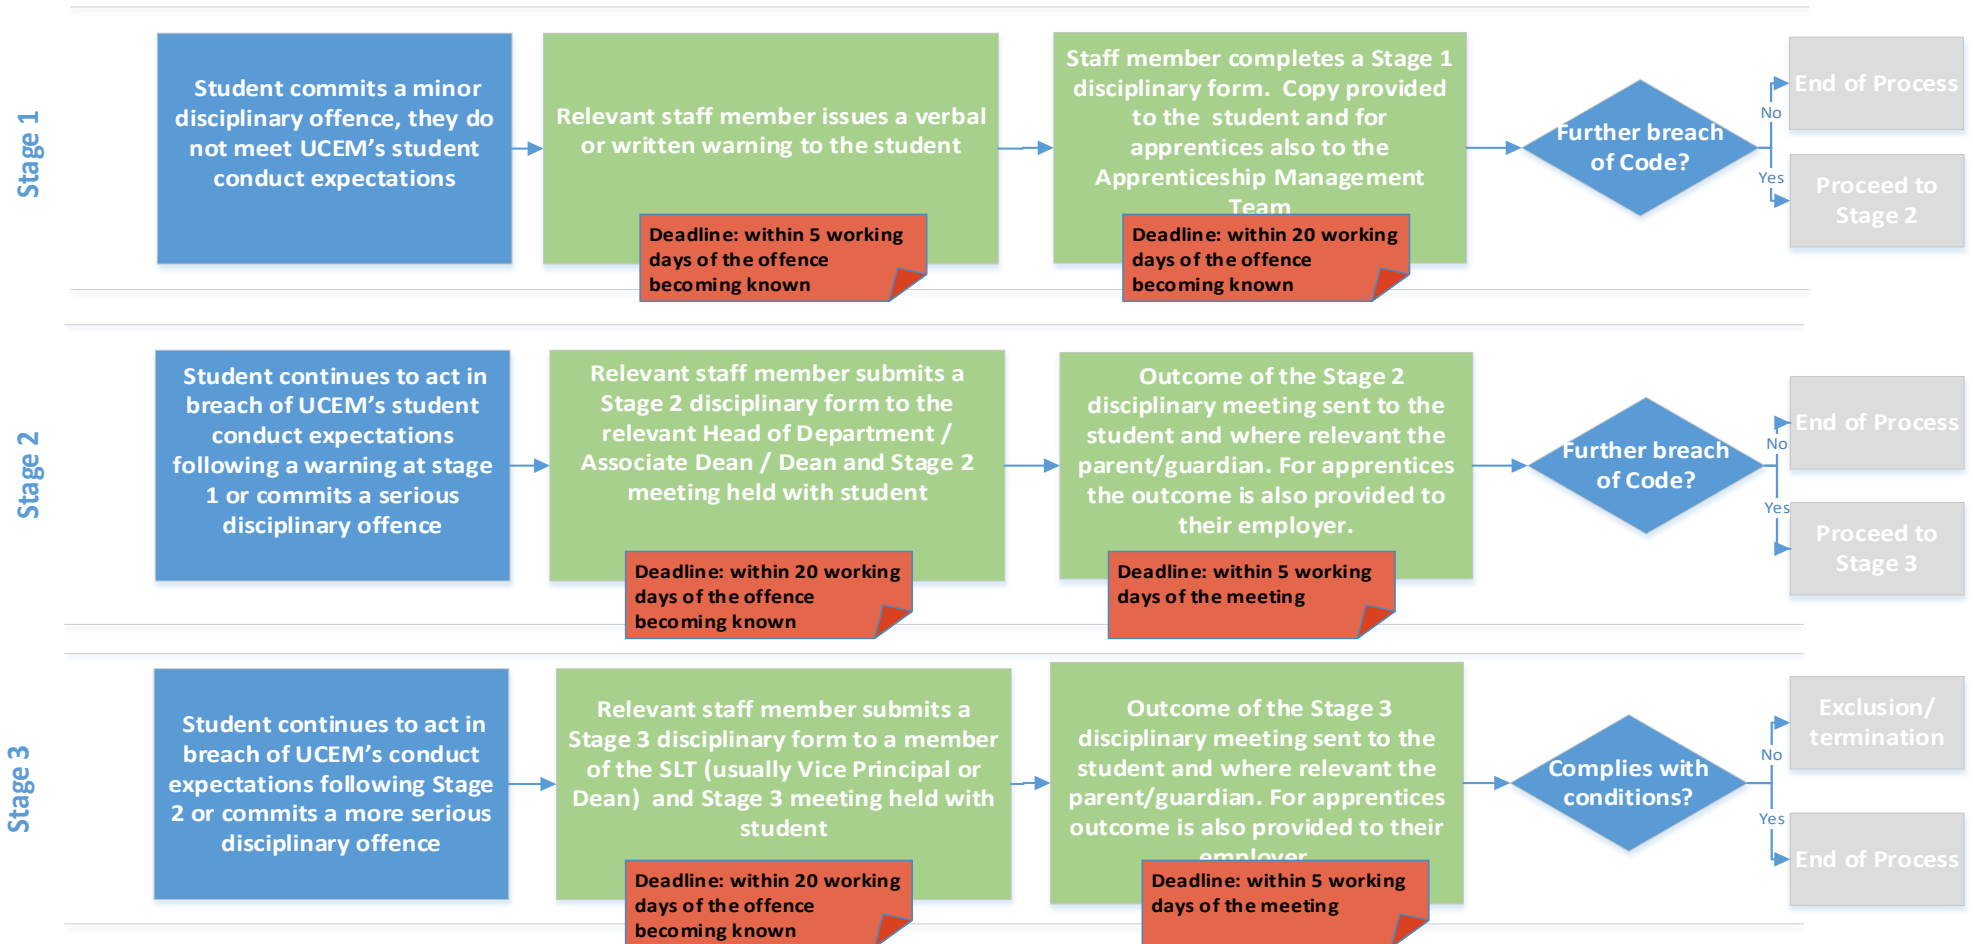 Stage 1
Student commits a minor
disciplinary offence, they do
not meet UCEM’s student
conduct expectations
Relevant staff member issues a verbal
or written warning to the student
Deadline: within 5 working
days of the offence
becoming known
Staff member completes a Stage 1
disciplinary form. Copy provided
to the student and for
apprentices also to the
Apprenticeship Management
Team
Deadline: within 20 working
days of the offence
becoming known
Further breach
of Code?
No
End of Process
Yes
Proceed to
Stage 2
Stage 2
Student continues to act in
breach of UCEM’s student
conduct expectations
following a warning at stage
1 or commits a serious
disciplinary offence
Relevant staff member submits a
Stage 2 disciplinary form to the
relevant Head of Department /
Associate Dean / Dean and Stage 2
meeting held with student
Deadline: within 20 working
days of the offence
becoming known
Outcome of the Stage 2
disciplinary meeting sent to the
student and where relevant the
parent/guardian. For apprentices
the outcome is also provided to
their employer.
Deadline: within 5 working
days of the meeting
Further breach
of Code?
No
End of Process
Yes
Proceed to
Stage 3
Stage 3
Student continues to act in
breach of UCEM’s conduct
expectations following Stage
2 or commits a more serious
disciplinary offence
Relevant staff member submits a
Stage 3 disciplinary form to a member
of the SLT (usually Vice Principal or
Dean) and Stage 3 meeting held with
student
Deadline: within 20 working
days of the offence
becoming known
Outcome of the Stage 3
disciplinary meeting sent to the
student and where relevant the
parent/guardian. For apprentices
outcome is also provided to their
employer
Deadline: within 5 working
days of the meeting
Complies with
conditions?
No
Exclusion/
termination
Yes
End of Process